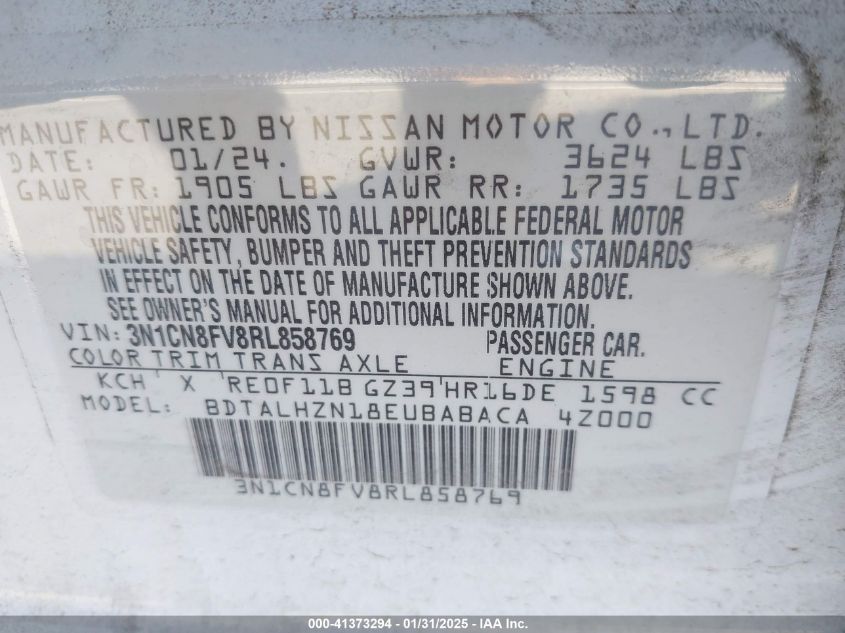 MANUFACTURED BY NISSAN MOTOR CO., LTD.
DATE: 01/24. GVWR: 3624 LBS
GAWR FR: 1905 LBS GAWR RR: 1735 LBS
THIS VEHICLE CONFORMS TO ALL APPLICABLE FEDERAL MOTOR
VEHICLE SAFETY, BUMPER AND THEFT PREVENTION STANDARDS
IN EFFECT ON THE DATE OF MANUFACTURE SHOWN ABOVE.
SEE OWNER'S MANUAL FOR ADDITIONAL INFORMATION.
VIN: 3N1CN8FV8RL858769 PASSENGER CAR.
COLOR TRIM TRANS AXLE ENGINE
KCH X RE0F11B GZ39 HR16DE 1598 CC
MODEL: BDTALHZN18EUBABACA 4Z000
3N1CN8FV8RL858769
000-41373294 - 01/31/2025 - IAA Inc.